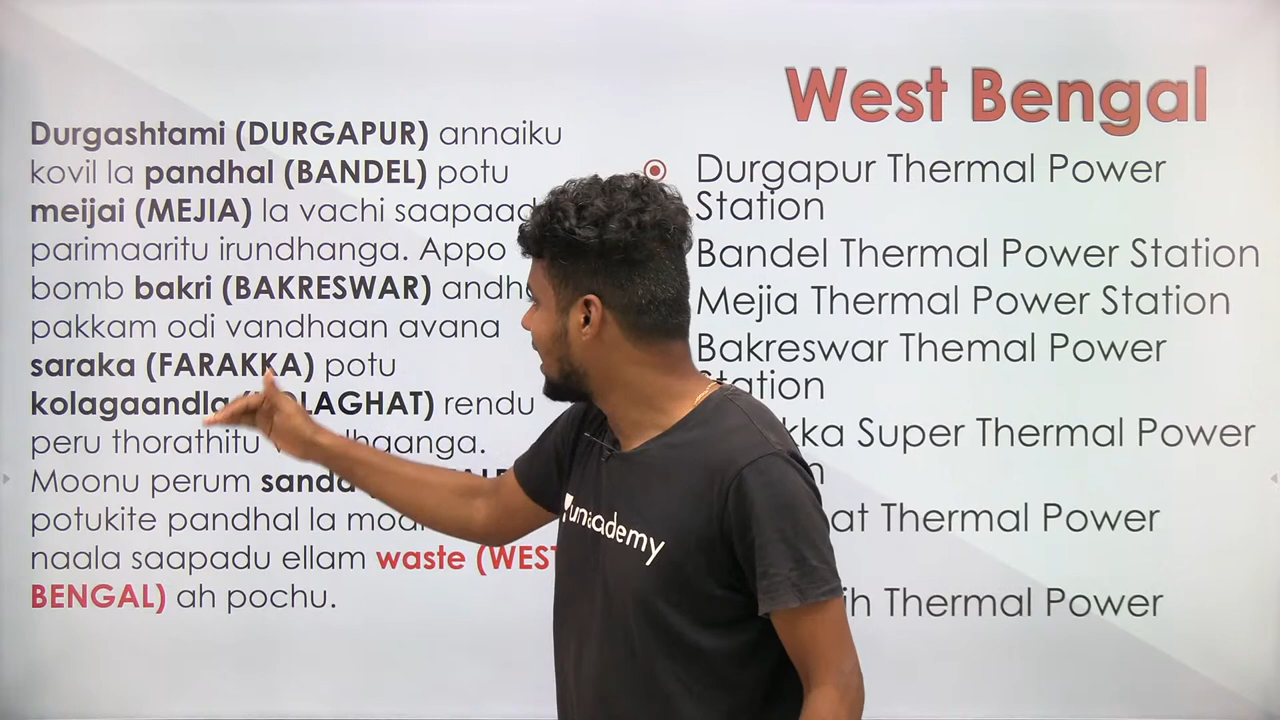 West Bengal
Durgashtami (DURGAPUR) annaiku
kovil la pandhal (BANDEL) potu
meijai (MEJIA) la vachi
parimaaritu irundhanga. Appo
bomb bakri (BAKRESWAR)
pakkam odi vandhaan avana
saraka (FARAKKA) potu
rendu
peru thorathitu
Moonu perum
potukite pandhal la
naala saapadu ellam waste (WEST
BENGAL) ah pochu.
Durgapur Thermal Power
Station
Bandel Thermal Power Station
Mejia Thermal Power Station
Bakreswar Themal Power
Station
Super Thermal Power
Thermal Power
Thermal Power
unacademy